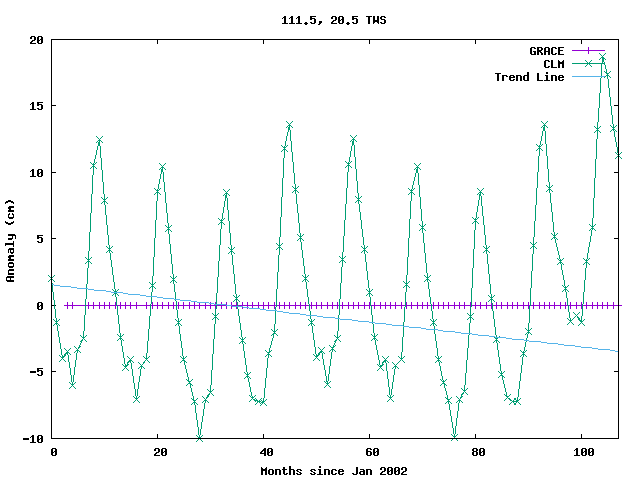 111.5, 20.5 TWS
GRACE
CLM
Trend Line
Anomaly (cm)
20
15
10
5
0
-5
-10
0 20 40 60 80 100
Months since Jan 2002